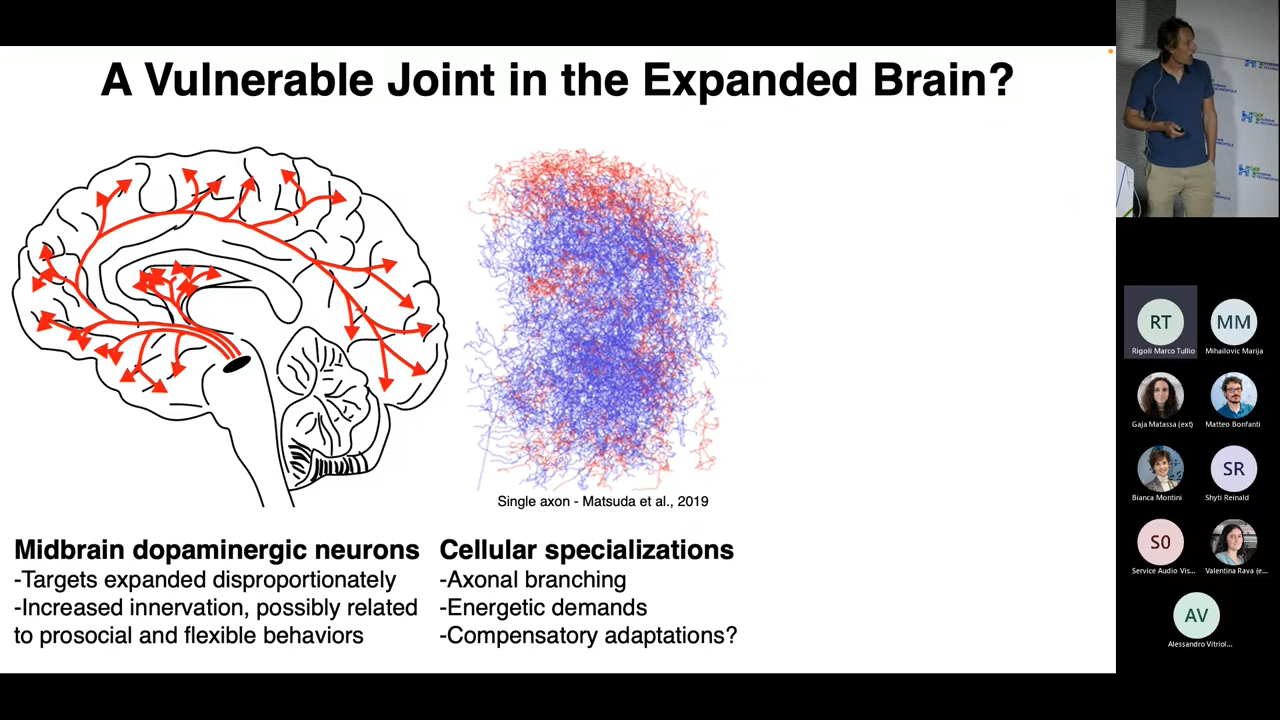 A Vulnerable Joint in the Expanded Brain?
Single axon - Matsuda et al., 2019
Midbrain dopaminergic neurons
-Targets expanded disproportionately
-Increased innervation, possibly related
to prosocial and flexible behaviors
Cellular specializations
-Axonal branching
-Energetic demands
-Compensatory adaptations?
HUMAN
TECHNOPOLE
RT
Rigoli Marco Tullio
MM
Mihailovic Marija
Gaja Matassa (ext)
Matteo Bonfanti
Bianca Montini
SR
Shyti Reinald
S0
Service Audio Vis...
Valentina Rava (e...
AV
Alessandro Vitriol...